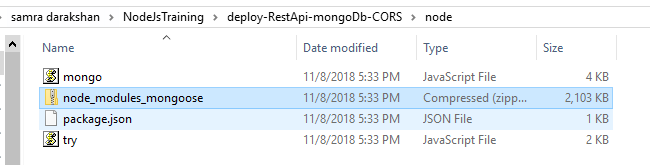 samra darakshan > NodeJsTraining > deploy-RestApi-mongoDb-CORS > node
Name Date modified Type Size
mongo 11/8/2018 5:33 PM JavaScript File 4 KB
node_modules_mongoose 11/8/2018 5:33 PM Compressed (zipp... 2,103 KB
package.json 11/8/2018 5:33 PM JSON File 1 KB
try 11/8/2018 5:33 PM JavaScript File 2 KB